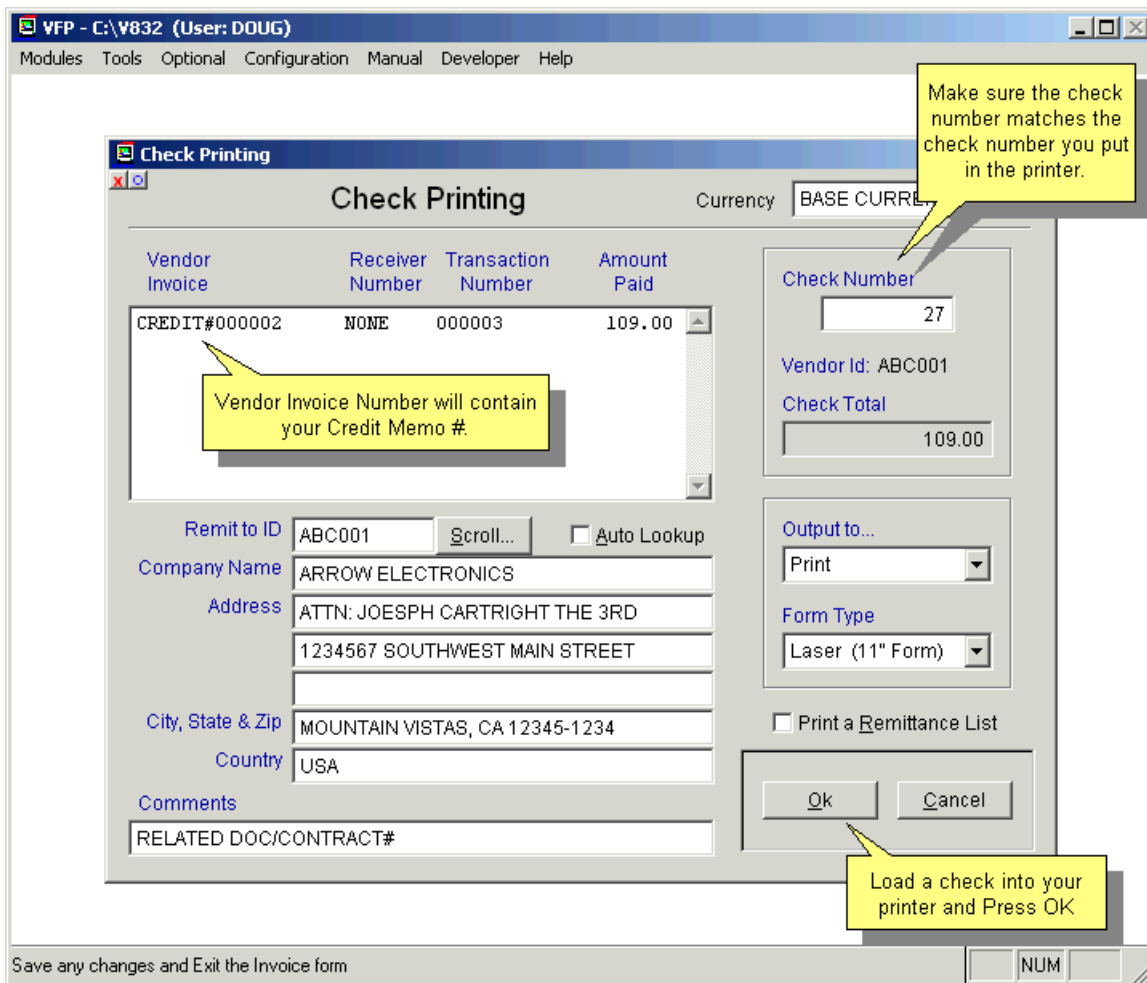 VFP - C:\V832 (User: DOUG)
Modules Tools Optional Configuration Manual Developer Help
Make sure the check
number matches the
check number you put
in the printer.
Check Printing
Check Printing
Currency BASE CURRE
Vendor
Invoice
Receiver
Number
Transaction
Number
Amount
Paid
CREDIT#000002 NONE 000003 109.00
Vendor Invoice Number will contain
your Credit Memo #.
Check Number
27
Vendor Id: ABC001
Check Total
109.00
Remit to ID ABC001 Scroll... Auto Lookup
Company Name ARROW ELECTRONICS
Address ATTN: JOESPH CARTRIGHT THE 3RD
1234567 SOUTHWEST MAIN STREET
City, State & Zip MOUNTAIN VISTAS, CA 12345-1234
Country USA
Comments
RELATED DOC/CONTRACT#
Output to...
Print
Form Type
Laser (11" Form)
Print a Remittance List
Ok Cancel
Load a check into your
printer and Press OK
Save any changes and Exit the Invoice form NUM